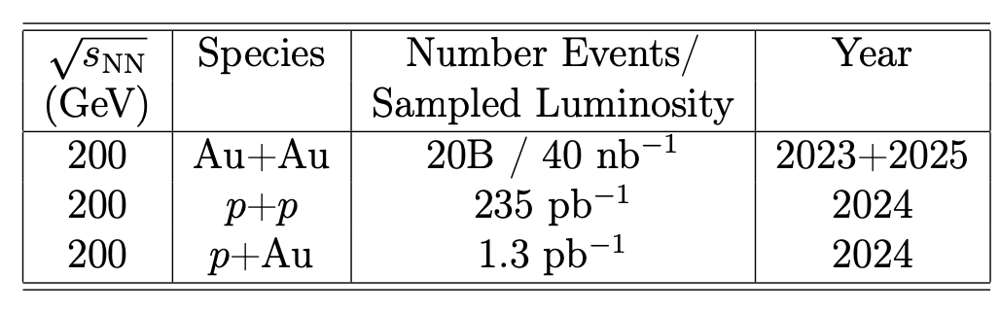 √sNN Species Number Events/ Year
(GeV) Sampled Luminosity
200 Au+Au 20B / 40 nb⁻¹ 2023+2025
200 p+p 235 pb⁻¹ 2024
200 p+Au 1.3 pb⁻¹ 2024